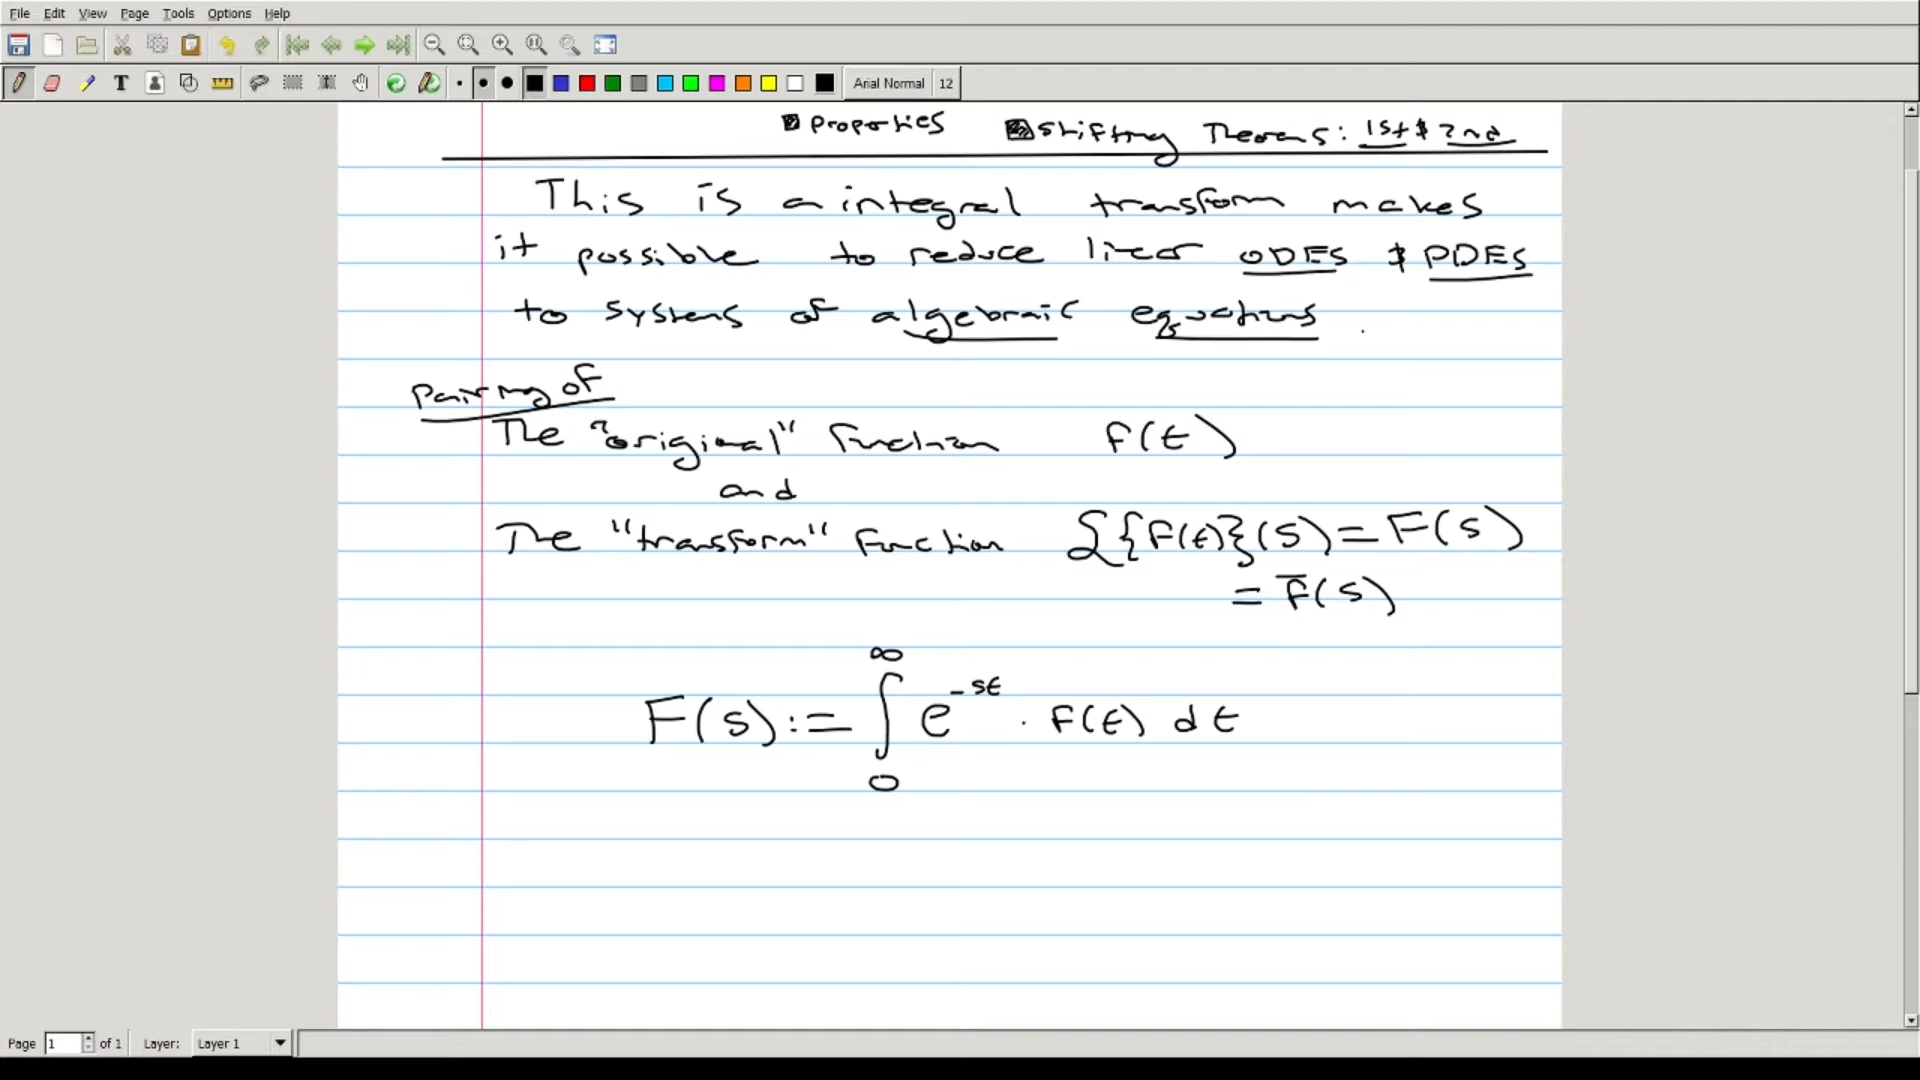 File Edit View Page Tools Options Help
T Arial Normal 12
properties shifting Theorems: 1st & 2nd
This is a integral transform makes
it possible to reduce linear ODEs & PDEs
to systems of algebraic equations .
Pairing of
The "original" function f(t)
and
The "transform" function ℒ{f(t)}(s) = F(s)
= f̅(s)
∞
F(s) := ∫ e^-st · f(t) dt
0
Page 1 of 1 Layer: Layer 1